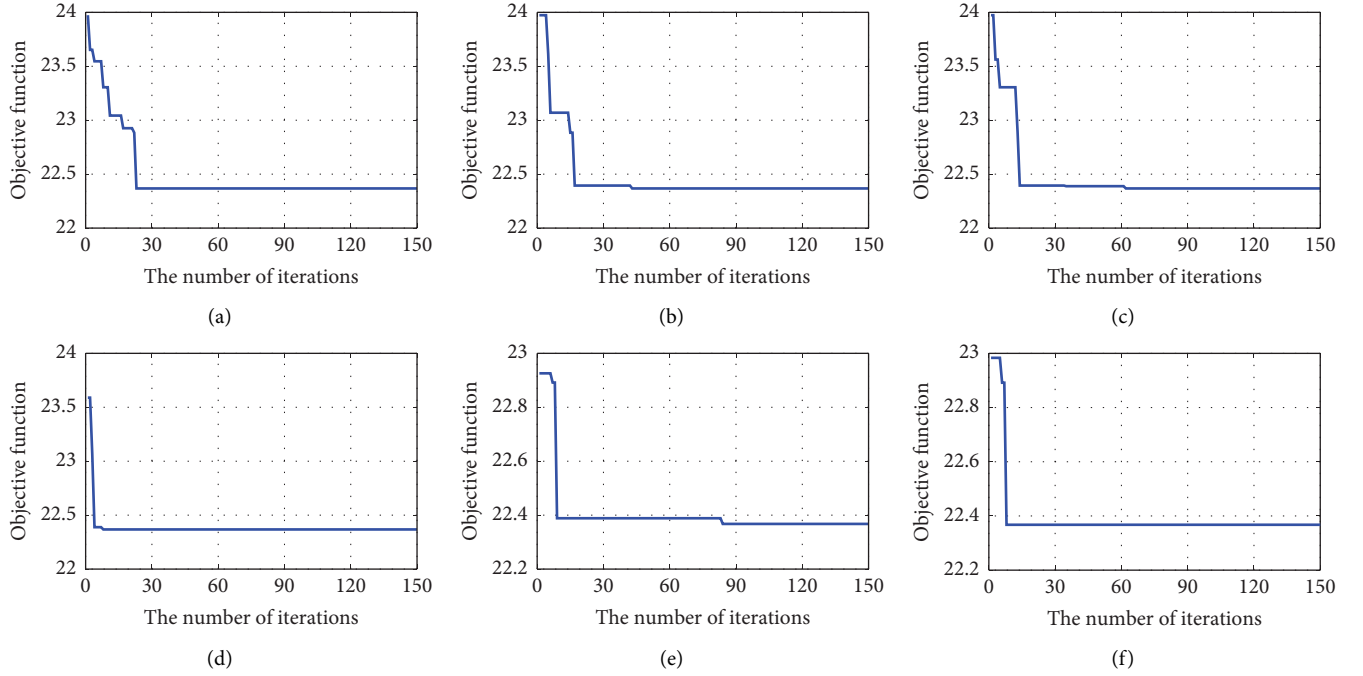 24
23.5
23
22.5
22
Objective function
0 30 60 90 120 150
The number of iterations
(a)
24
23.5
23
22.5
22
Objective function
0 30 60 90 120 150
The number of iterations
(b)
24
23.5
23
22.5
22
Objective function
0 30 60 90 120 150
The number of iterations
(c)
24
23.5
23
22.5
22
Objective function
0 30 60 90 120 150
The number of iterations
(d)
23
22.8
22.6
22.4
22.2
Objective function
0 30 60 90 120 150
The number of iterations
(e)
23
22.8
22.6
22.4
22.2
Objective function
0 30 60 90 120 150
The number of iterations
(f)